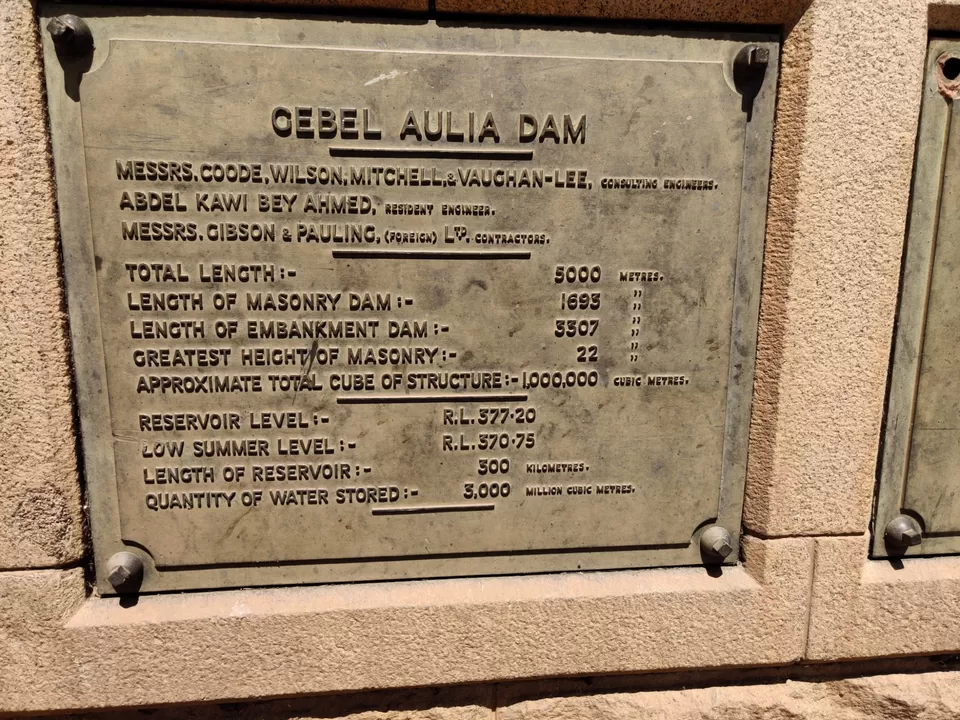 GEBEL AULIA DAM
MESSRS. COODE, WILSON, MITCHELL, & VAUGHAN-LEE, CONSULTING ENGINEERS.
ABDEL KAWI BEY AHMED, RESIDENT ENGINEER.
MESSRS. GIBSON & PAULING, (FOREIGN) LTD. CONTRACTORS.
TOTAL LENGTH:- 5000 METRES.
LENGTH OF MASONRY DAM:- 1693 "
LENGTH OF EMBANKMENT DAM:- 3307 "
GREATEST HEIGHT OF MASONRY:- 22 "
APPROXIMATE TOTAL CUBE OF STRUCTURE:- 1,000,000 CUBIC METRES.
RESERVOIR LEVEL:- R.L. 377·20
LOW SUMMER LEVEL:- R.L. 370·75
LENGTH OF RESERVOIR:- 300 KILOMETRES.
QUANTITY OF WATER STORED:- 3,000 MILLION CUBIC METRES.